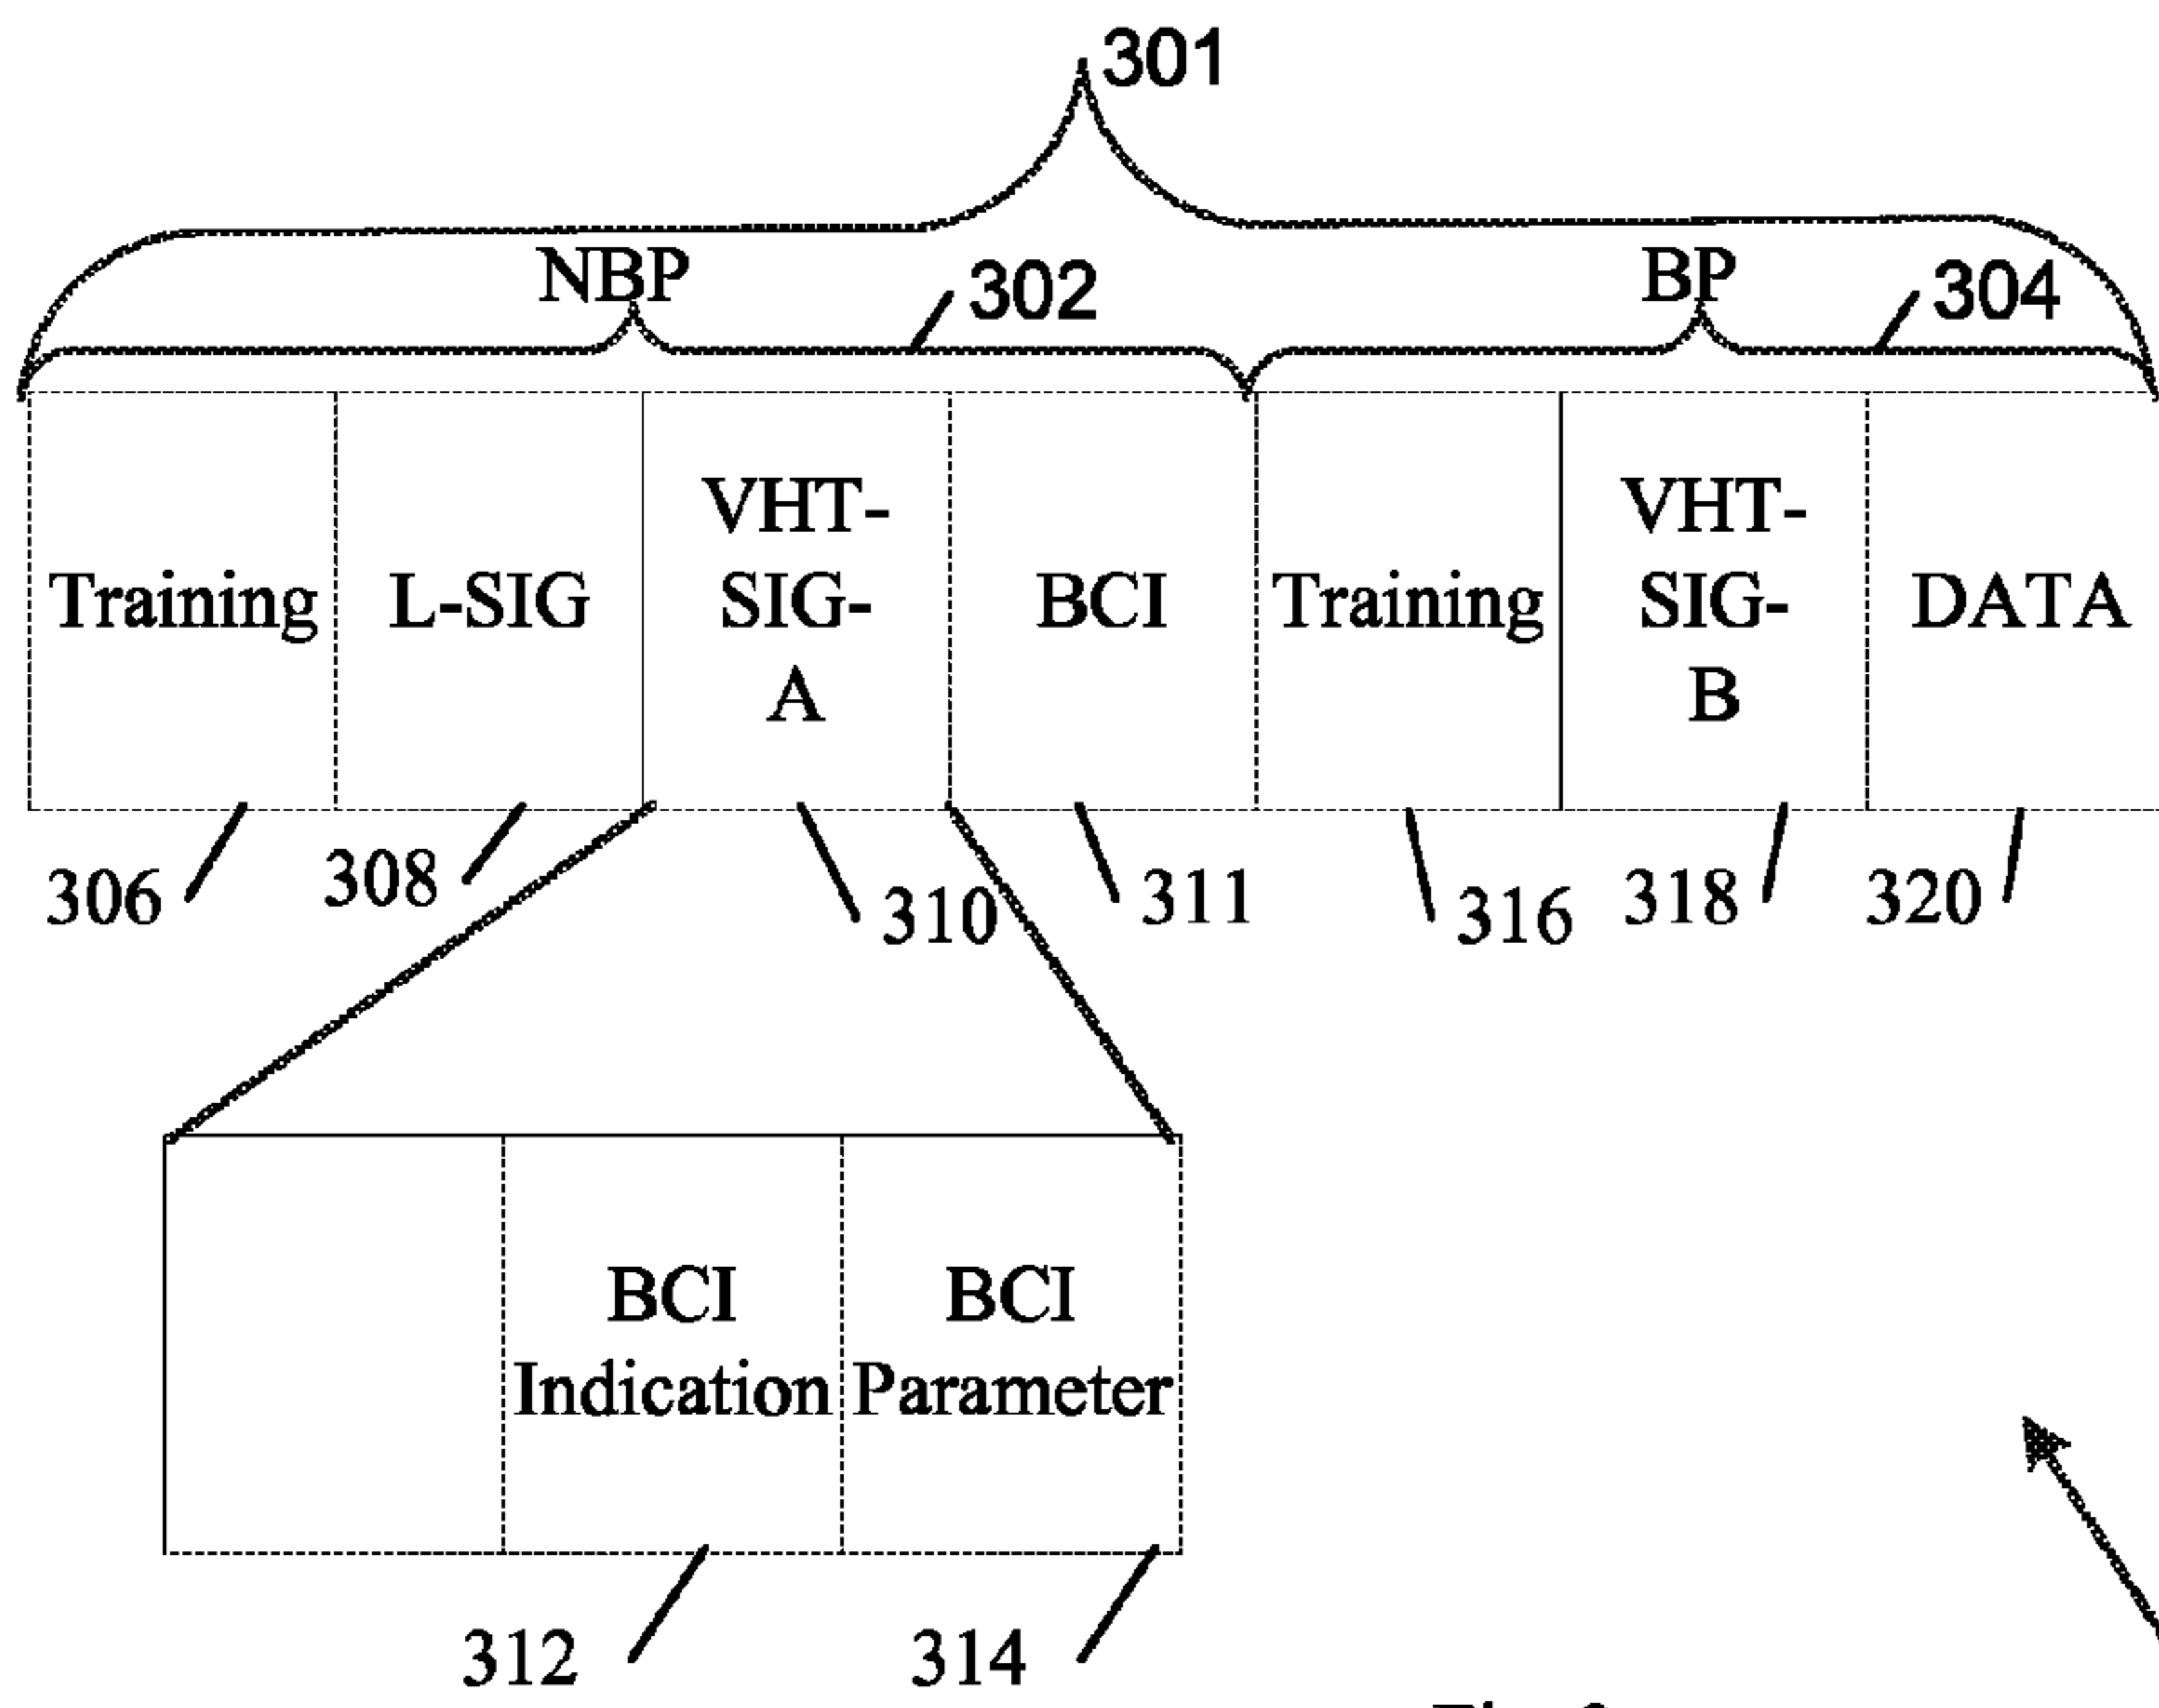 301
NBP
302
BP
304
Training
L-SIG
VHT-
SIG-
A
BCI
Training
VHT-
SIG-
B
DATA
306
308
310
311
316
318
320
BCI
Indication
BCI
Parameter
312
314